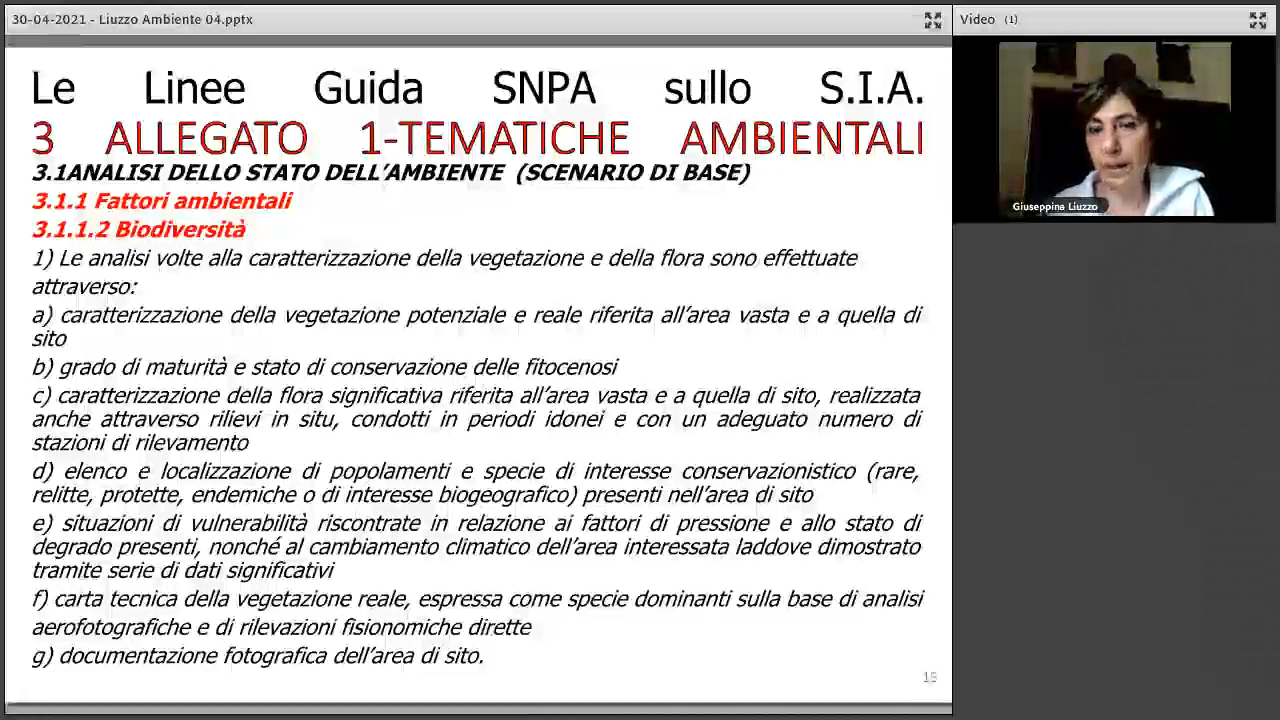 30-04-2021 - Liuzzo Ambiente 04.pptx
Video (1)
Le Linee Guida SNPA sullo S.I.A.
3 ALLEGATO 1-TEMATICHE AMBIENTALI
3.1ANALISI DELLO STATO DELL’AMBIENTE (SCENARIO DI BASE)
3.1.1 Fattori ambientali
3.1.1.2 Biodiversità
1) Le analisi volte alla caratterizzazione della vegetazione e della flora sono effettuate
attraverso:
a) caratterizzazione della vegetazione potenziale e reale riferita all’area vasta e a quella di
sito
b) grado di maturità e stato di conservazione delle fitocenosi
c) caratterizzazione della flora significativa riferita all’area vasta e a quella di sito, realizzata
anche attraverso rilievi in situ, condotti in periodi idonei e con un adeguato numero di
stazioni di rilevamento
d) elenco e localizzazione di popolamenti e specie di interesse conservazionistico (rare,
relitte, protette, endemiche o di interesse biogeografico) presenti nell’area di sito
e) situazioni di vulnerabilità riscontrate in relazione ai fattori di pressione e allo stato di
degrado presenti, nonché al cambiamento climatico dell’area interessata laddove dimostrato
tramite serie di dati significativi
f) carta tecnica della vegetazione reale, espressa come specie dominanti sulla base di analisi
aerofotografiche e di rilevazioni fisionomiche dirette
g) documentazione fotografica dell’area di sito.
15
Giuseppina Liuzzo